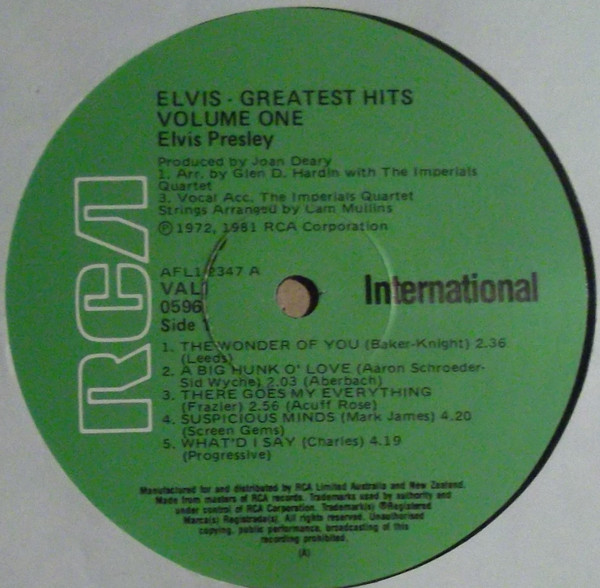 ELVIS - GREATEST HITS
VOLUME ONE
Elvis Presley
Produced by Joan Deary
1. Arr. by Glen D. Hardin with The Imperials
Quartet
3. Vocal Acc. The Imperials Quartet
Strings Arranged by Cam Mullins
Ⓟ1972, 1981 RCA Corporation
RCA
AFL1 2347 A
VAL1
0596
Side 1
International
1. THE WONDER OF YOU (Baker-Knight) 2.36
(Leeds)
2. A BIG HUNK O' LOVE (Aaron Schroeder-
Sid Wyche) 2.03 (Aberbach)
3. THERE GOES MY EVERYTHING
(Frazier) 2.56 (Acuff Rose)
4. SUSPICIOUS MINDS (Mark James) 4.20
(Screen Gems)
5. WHAT'D I SAY (Charles) 4.19
(Progressive)
Manufactured for and distributed by RCA Limited Australia and New Zealand.
Made from masters of RCA records. Trademarks used by authority and
under control of RCA Corporation. Trademark(s) ®Registered
Marca(s) Registrada(s). All rights reserved. Unauthorised
copying, public performance, broadcasting of this
recording prohibited.
(A)